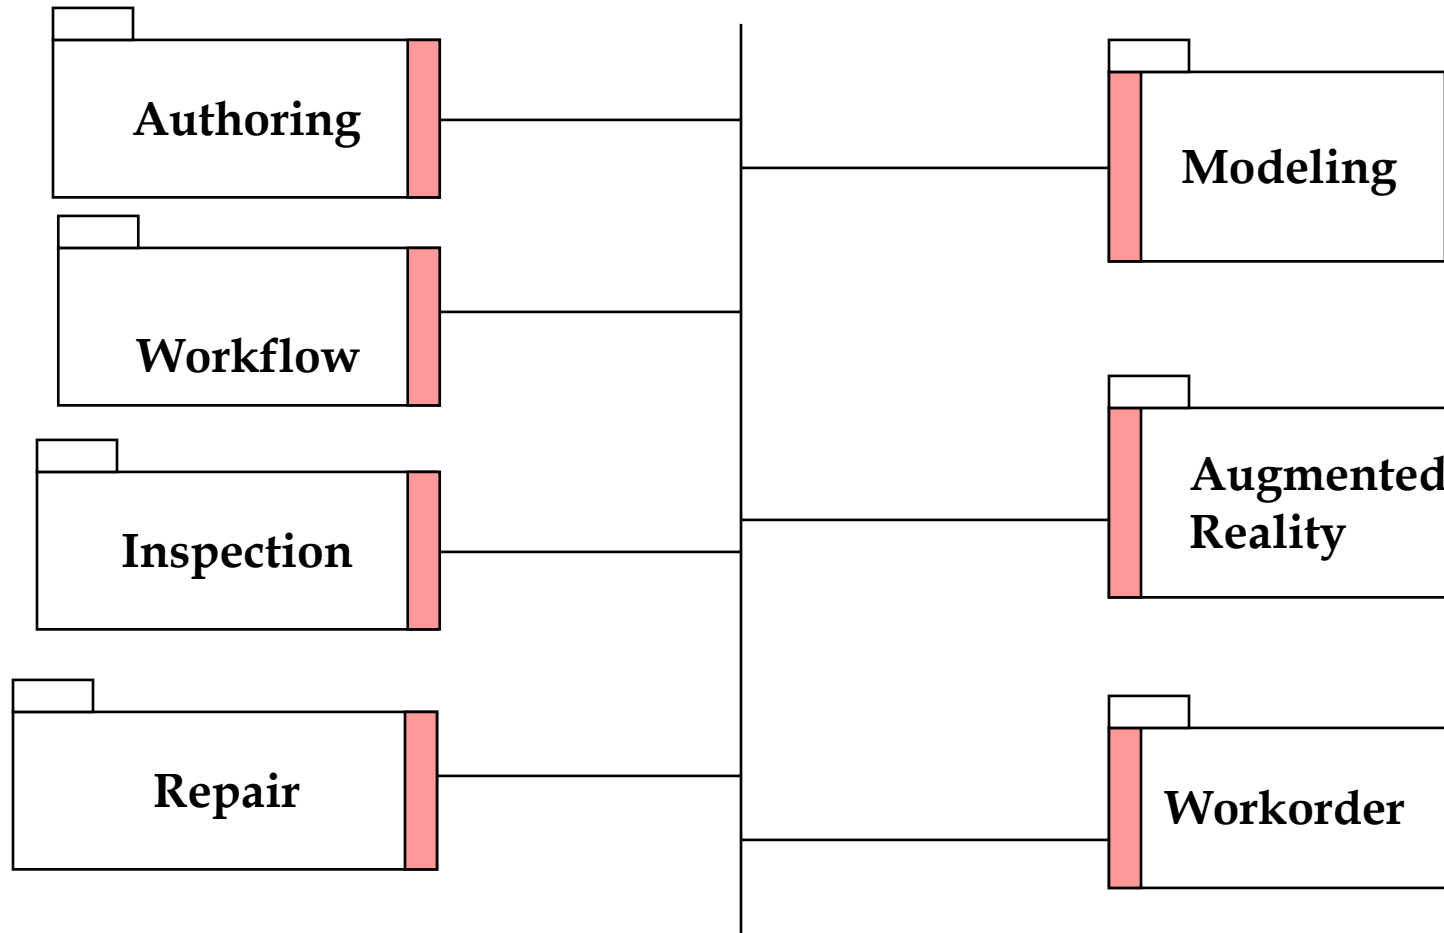 Authoring
Modeling
Workflow
Augmented
Reality
Inspection
Repair
Workorder